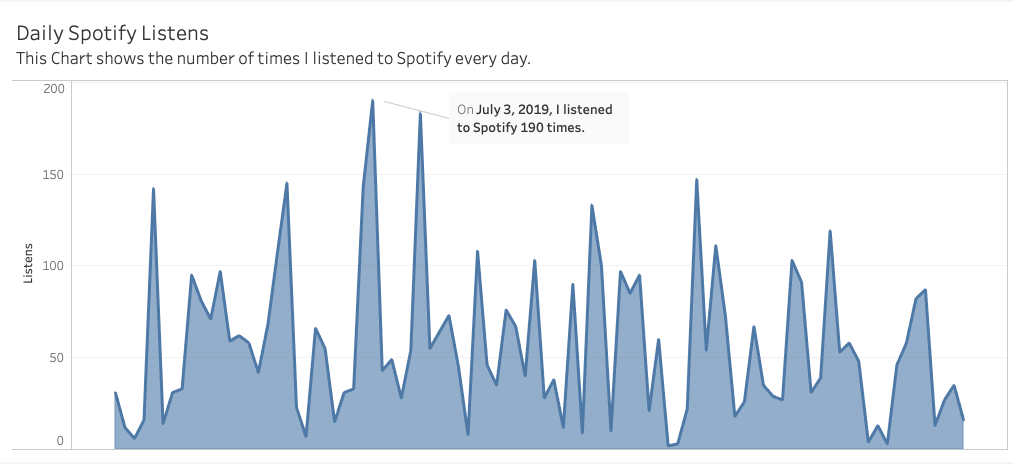 Daily Spotify Listens
This Chart shows the number of times I listened to Spotify every day.
200
On July 3, 2019, I listened
to Spotify 190 times.
150
100
Listens
50
0